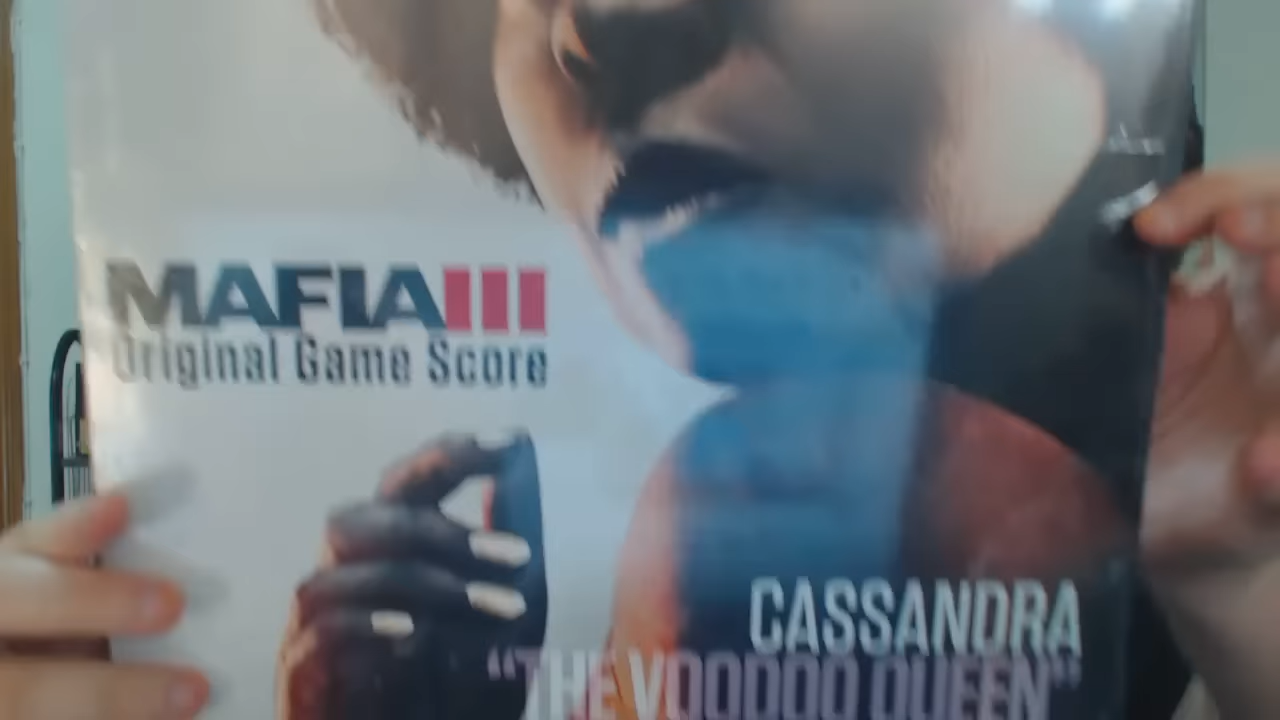 MAFIA III
Original Game Score
CASSANDRA
“THE VOODOO QUEEN”